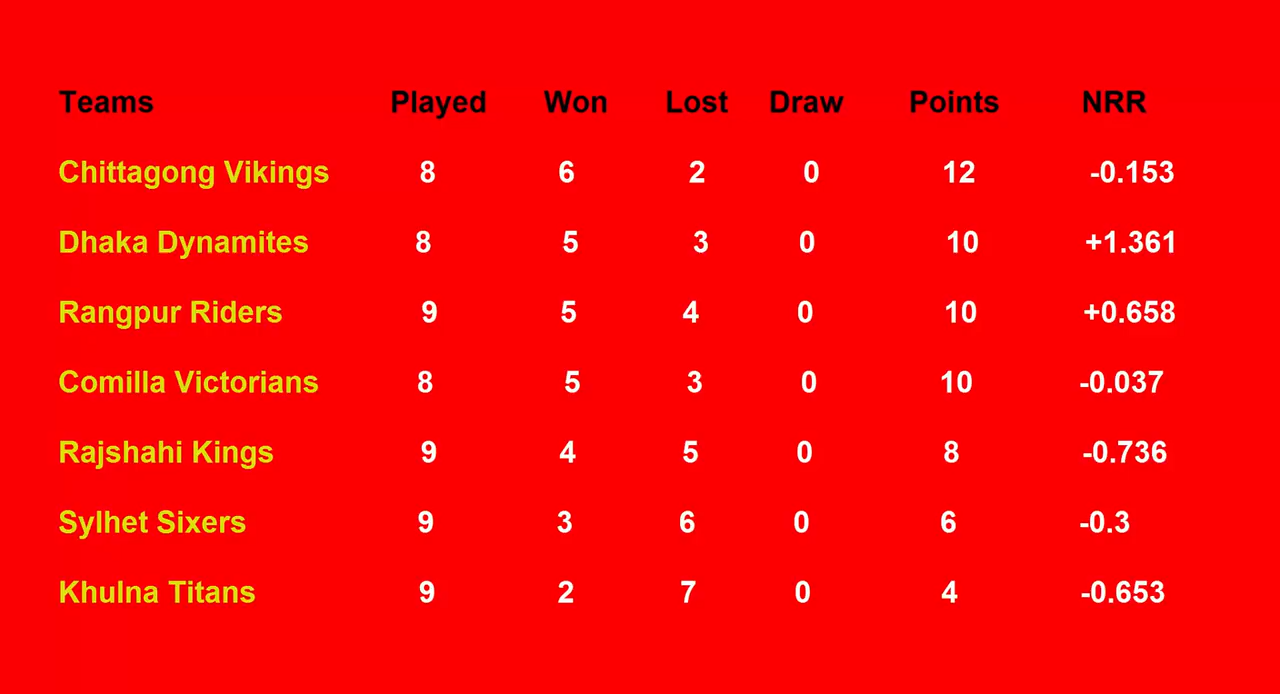 Teams Played Won Lost Draw Points NRR
Chittagong Vikings 8 6 2 0 12 -0.153
Dhaka Dynamites 8 5 3 0 10 +1.361
Rangpur Riders 9 5 4 0 10 +0.658
Comilla Victorians 8 5 3 0 10 -0.037
Rajshahi Kings 9 4 5 0 8 -0.736
Sylhet Sixers 9 3 6 0 6 -0.3
Khulna Titans 9 2 7 0 4 -0.653